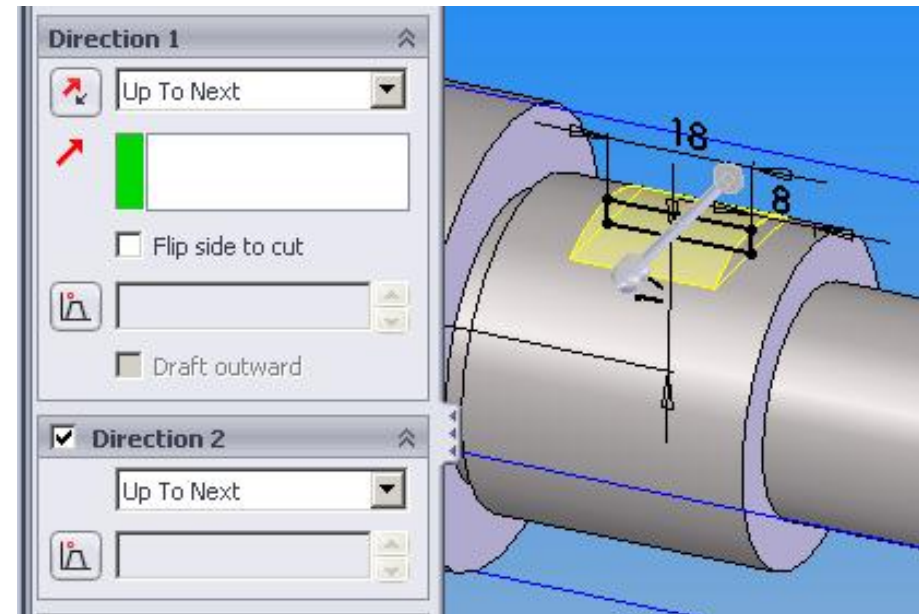 Direction 1
Up To Next
Flip side to cut
Draft outward
Direction 2
Up To Next
18
8